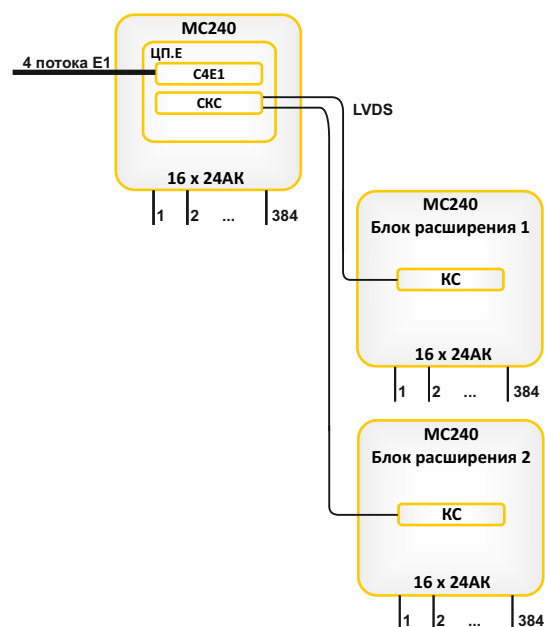 МС240
ЦП.Е
4 потока Е1
С4Е1
СКС
LVDS
16 х 24АК
1 2 ... 384
МС240
Блок расширения 1
КС
16 х 24АК
1 2 ... 384
МС240
Блок расширения 2
КС
16 х 24АК
1 2 ... 384